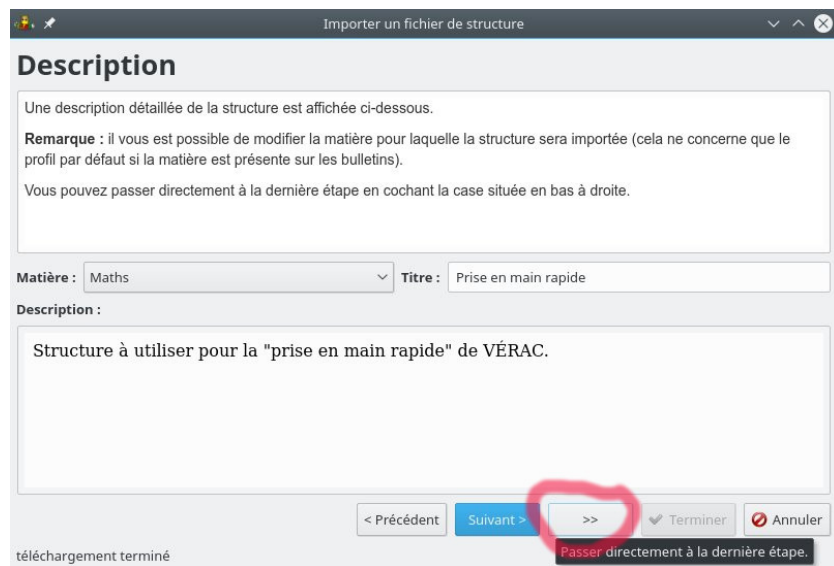 Importer un fichier de structure
Description
Une description détaillée de la structure est affichée ci-dessous.
Remarque : il vous est possible de modifier la matière pour laquelle la structure sera importée (cela ne concerne que le
profil par défaut si la matière est présente sur les bulletins).
Vous pouvez passer directement à la dernière étape en cochant la case située en bas à droite.
Matière : Maths Titre : Prise en main rapide
Description :
Structure à utiliser pour la "prise en main rapide" de VÉRAC.
< Précédent Suivant > >> Terminer Annuler
Passer directement à la dernière étape.
téléchargement terminé